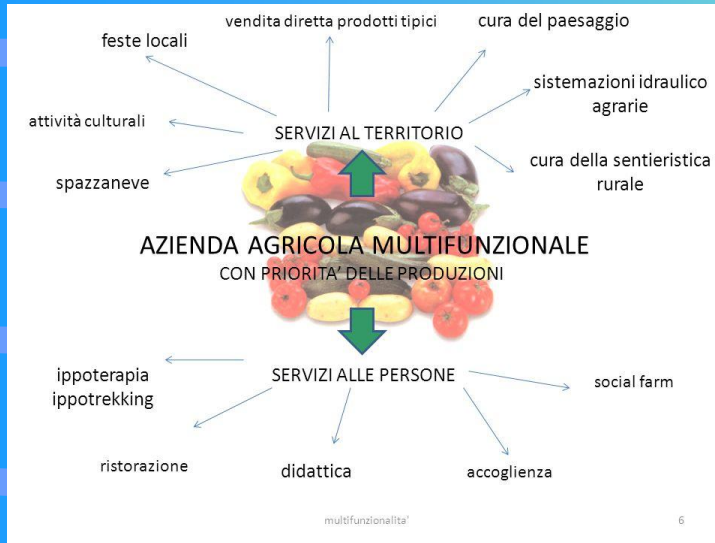 vendita diretta prodotti tipici
cura del paesaggio
feste locali
sistemazioni idraulico
agrarie
attività culturali
SERVIZI AL TERRITORIO
cura della sentieristica
rurale
spazzaneve
AZIENDA AGRICOLA MULTIFUNZIONALE
CON PRIORITA' DELLE PRODUZIONI
ippoterapia
ippotrekking
SERVIZI ALLE PERSONE
social farm
ristorazione
didattica
accoglienza
multifunzionalita'
6